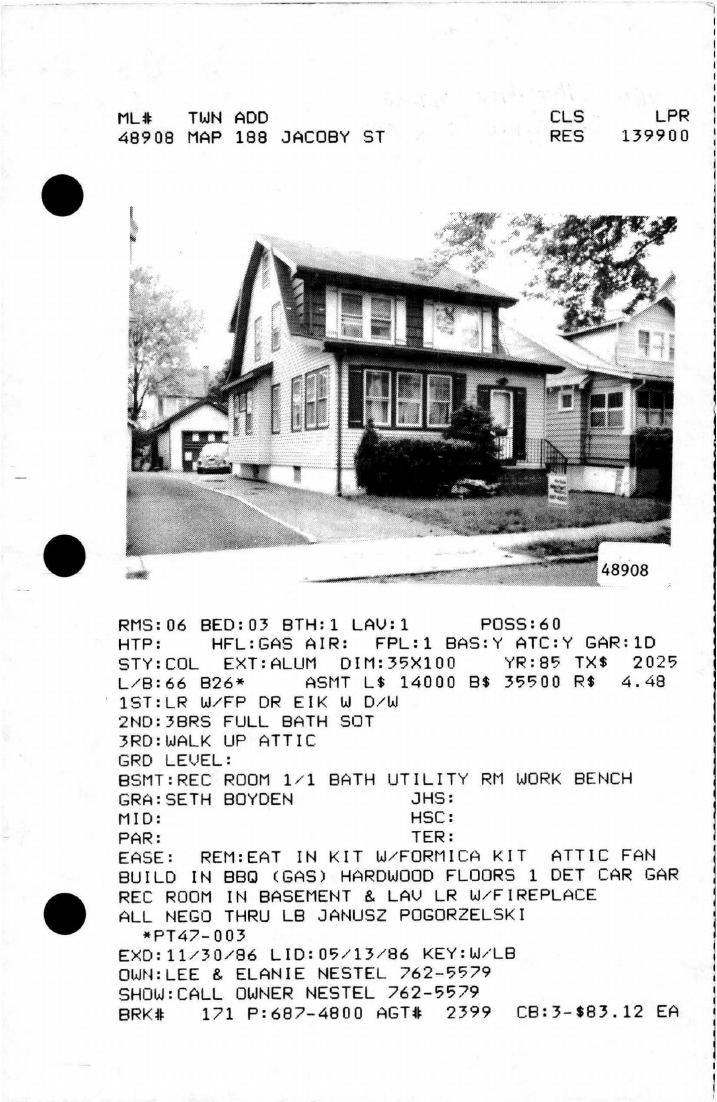 ML# TWN ADD CLS LPR
48908 MAP 188 JACOBY ST RES 139900
48908
RMS:06 BED:03 BTH:1 LAV:1 POSS:60
HTP: HFL:GAS AIR: FPL:1 BAS:Y ATC:Y GAR:1D
STY:COL EXT:ALUM DIM:35X100 YR:85 TX$ 2025
L/B:66 B26* ASMT L$ 14000 B$ 35500 R$ 4.48
1ST:LR W/FP DR EIK W D/W
2ND:3BRS FULL BATH SOT
3RD:WALK UP ATTIC
GRD LEVEL:
BSMT:REC ROOM 1/1 BATH UTILITY RM WORK BENCH
GRA:SETH BOYDEN JHS:
MID: HSC:
PAR: TER:
EASE: REM:EAT IN KIT W/FORMICA KIT ATTIC FAN
BUILD IN BBQ (GAS) HARDWOOD FLOORS 1 DET CAR GAR
REC ROOM IN BASEMENT & LAV LR W/FIREPLACE
ALL NEGO THRU LB JANUSZ POGORZELSKI
*PT47-003
EXD:11/30/86 LID:05/13/86 KEY:W/LB
OWN:LEE & ELANIE NESTEL 762-5579
SHOW:CALL OWNER NESTEL 762-5579
BRK# 171 P:687-4800 AGT# 2399 CB:3-$83.12 EA